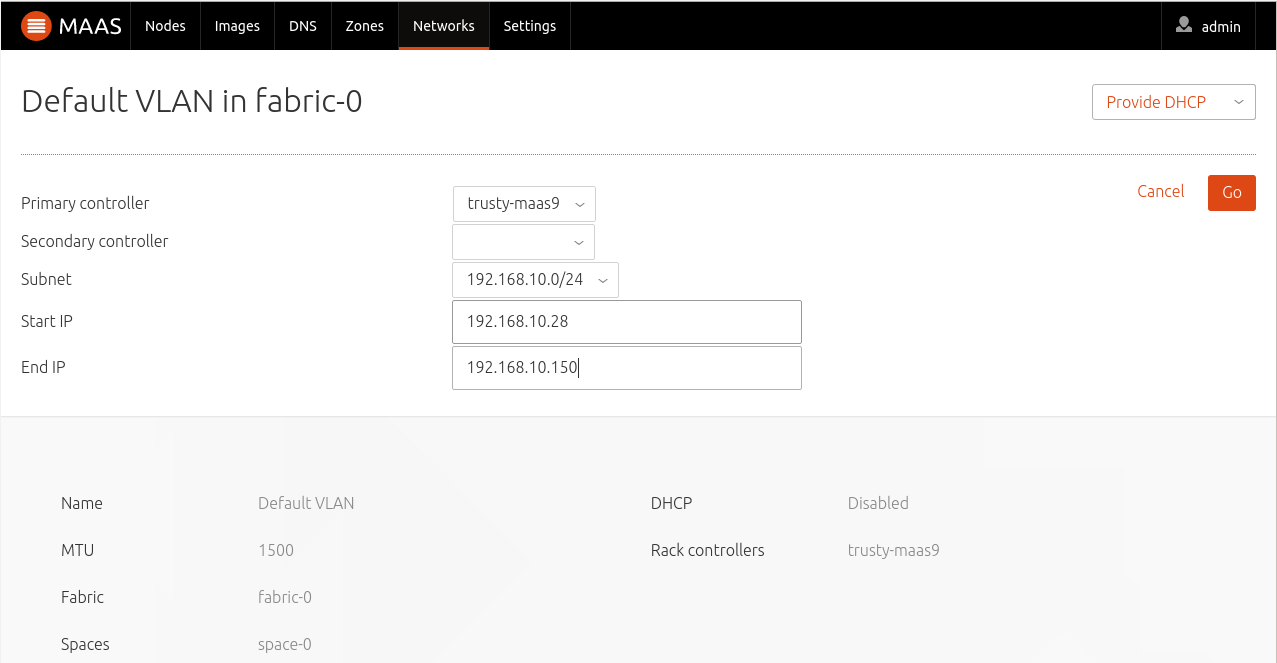 MAAS Nodes Images DNS Zones Networks Settings admin
Default VLAN in fabric-0 Provide DHCP
Cancel Go
Primary controller trusty-maas9
Secondary controller
Subnet 192.168.10.0/24
Start IP 192.168.10.28
End IP 192.168.10.150
Name Default VLAN DHCP Disabled
MTU 1500 Rack controllers trusty-maas9
Fabric fabric-0
Spaces space-0